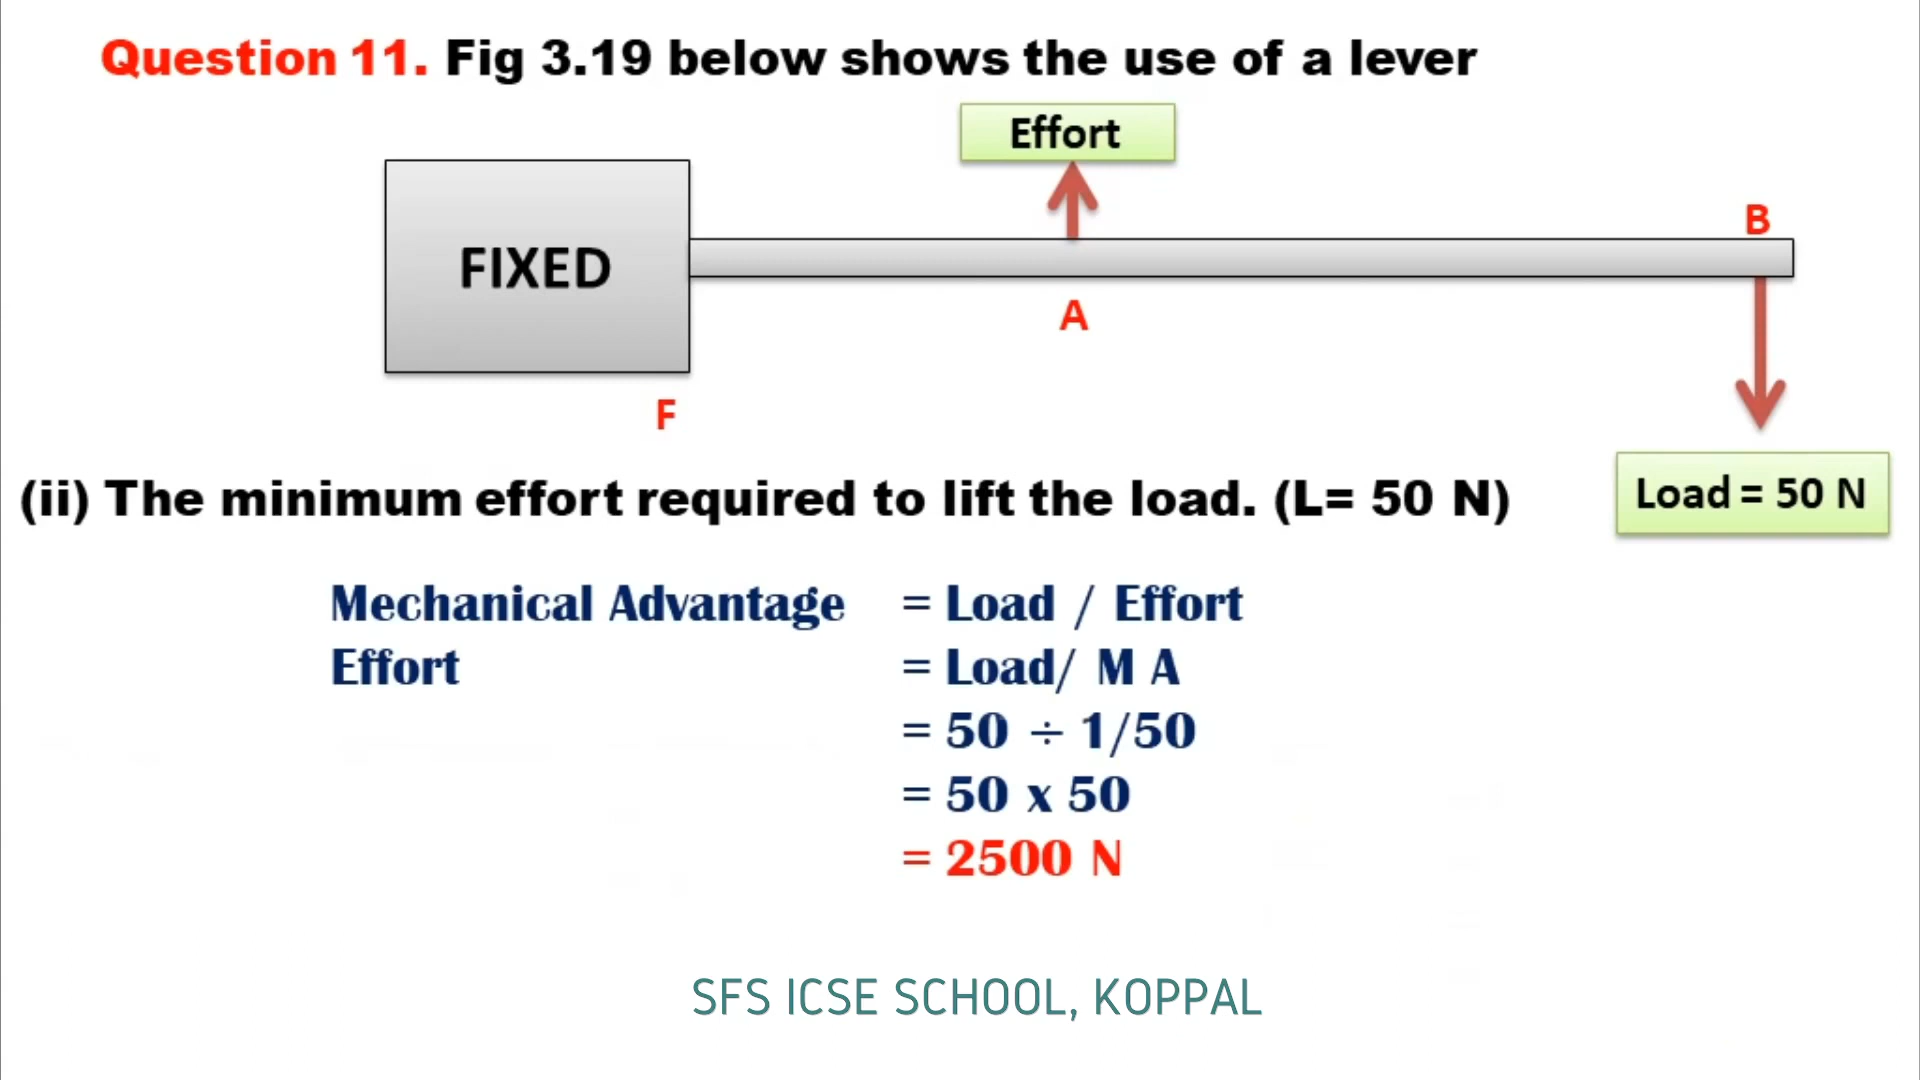 Question 11. Fig 3.19 below shows the use of a lever
Effort
FIXED
B
A
F
(ii) The minimum effort required to lift the load. (L= 50 N)
Load = 50 N
Mechanical Advantage = Load / Effort
Effort = Load/ M A
= 50 ÷ 1/50
= 50 x 50
= 2500 N
SFS ICSE SCHOOL, KOPPAL